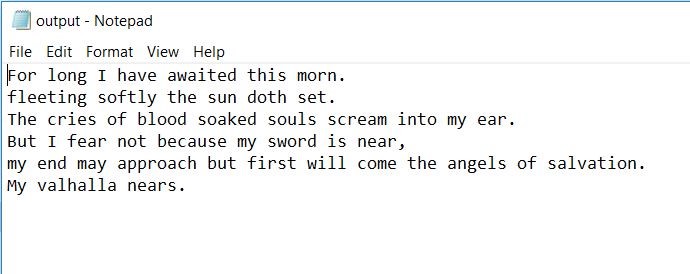 output - Notepad
File Edit Format View Help
For long I have awaited this morn.
fleeting softly the sun doth set.
The cries of blood soaked souls scream into my ear.
But I fear not because my sword is near,
my end may approach but first will come the angels of salvation.
My valhalla nears.